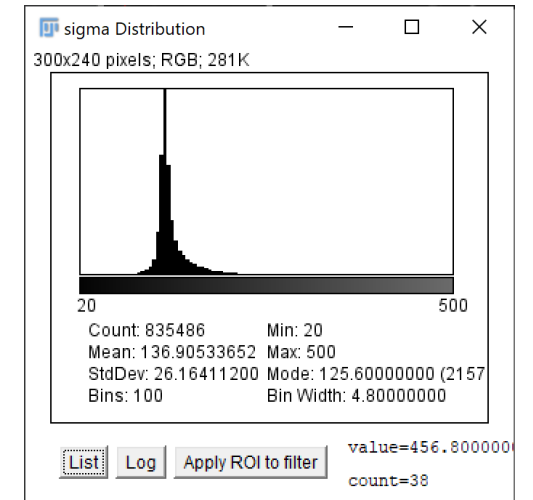 sigma Distribution
300x240 pixels; RGB; 281K
20 500
Count: 835486 Min: 20
Mean: 136.90533652 Max: 500
StdDev: 26.16411200 Mode: 125.60000000 (2157
Bins: 100 Bin Width: 4.80000000
value=456.8000000
List Log Apply ROI to filter
count=38